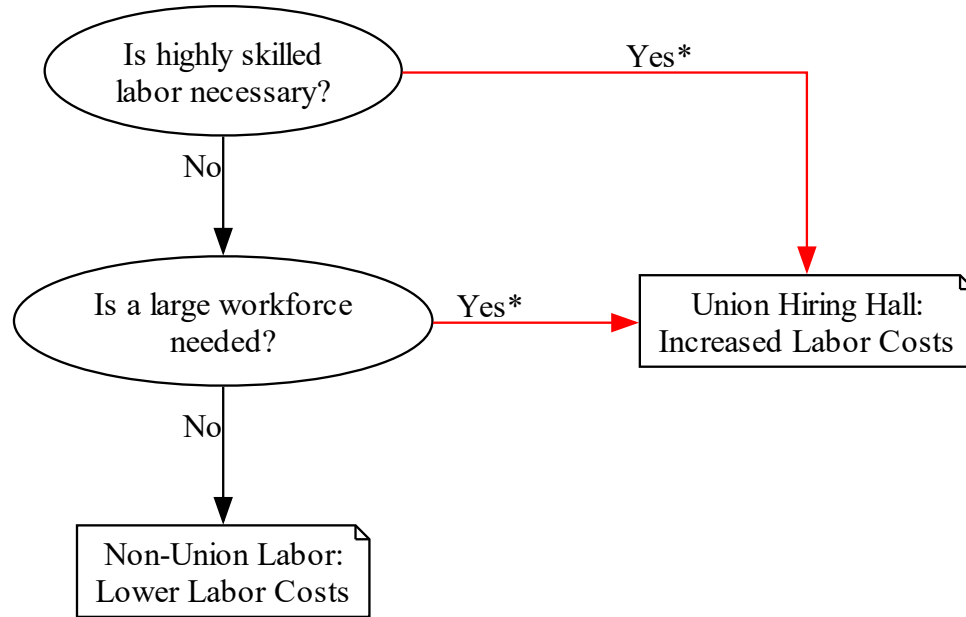 Is highly skilled
labor necessary?
Yes*
No
Is a large workforce
needed?
Yes*
Union Hiring Hall:
Increased Labor Costs
No
Non-Union Labor:
Lower Labor Costs